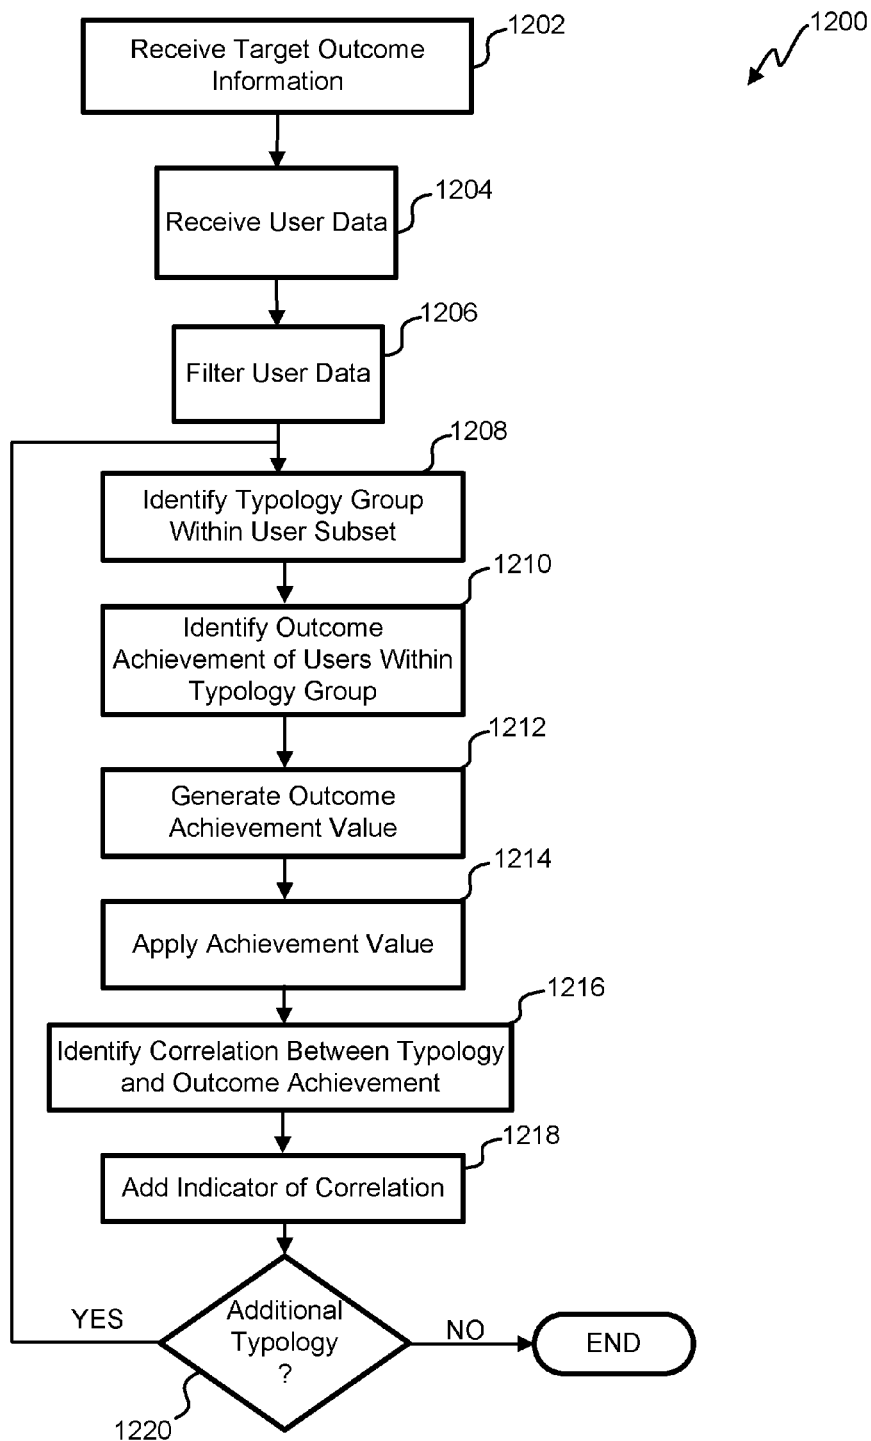 1202
1200
Receive Target Outcome
Information
1204
Receive User Data
1206
Filter User Data
1208
Identify Typology Group
Within User Subset
1210
Identify Outcome
Achievement of Users Within
Typology Group
1212
Generate Outcome
Achievement Value
1214
Apply Achievement Value
1216
Identify Correlation Between Typology
and Outcome Achievement
1218
Add Indicator of Correlation
YES
Additional
Typology
?
NO
END
1220